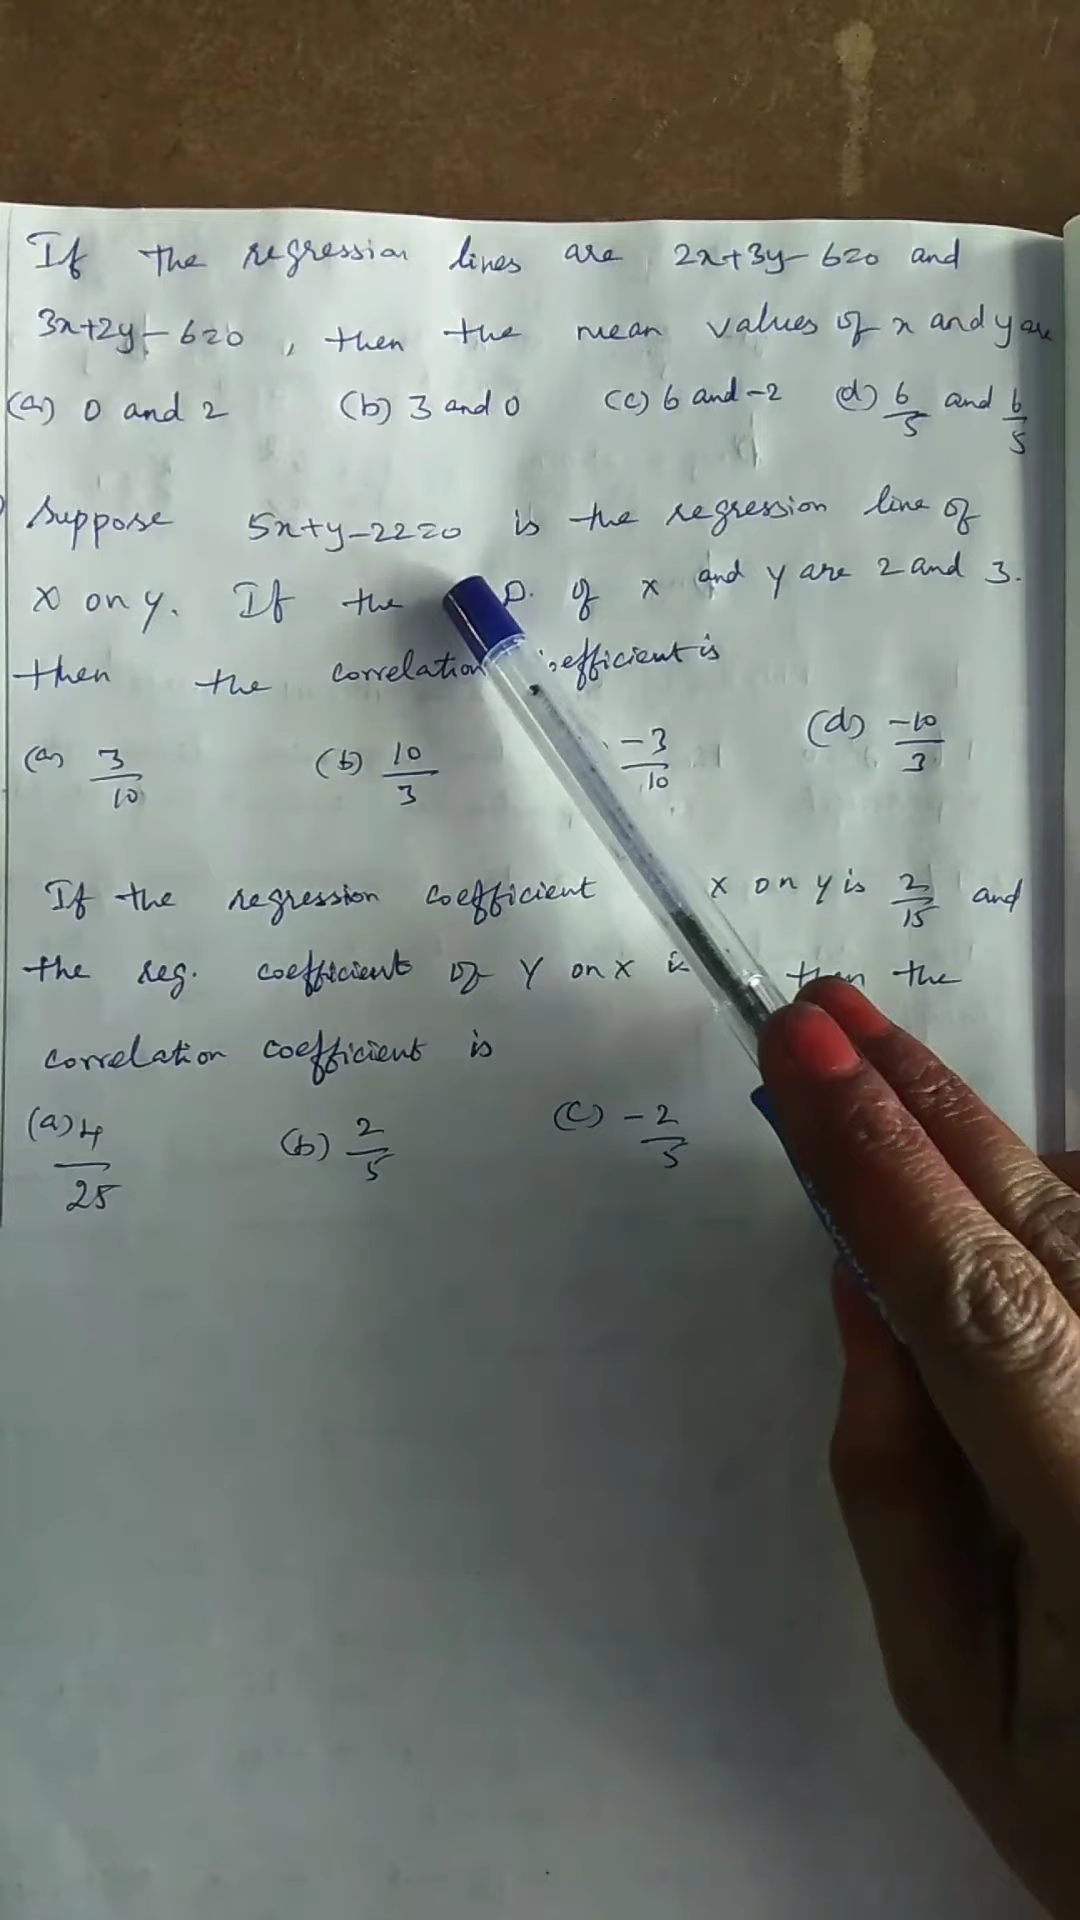 If the regression lines are 2x+3y-6=0 and
3x+2y-6=0, then the mean values of x and y are
(a) 0 and 2 (b) 3 and 0 (c) 6 and -2 (d) 6/5 and 6/5
Suppose 5x+y-22=0 is the regression line of
x on y. If the D. of x and y are 2 and 3.
then the correlation efficient is
(a) 3/10 (b) 10/3 -3/10 (d) -10/3
If the regression coefficient x on y is 2/15 and
the reg. coefficient of Y on X then the
correlation coefficient is
(a) 4/25 (b) 2/5 (c) -2/5